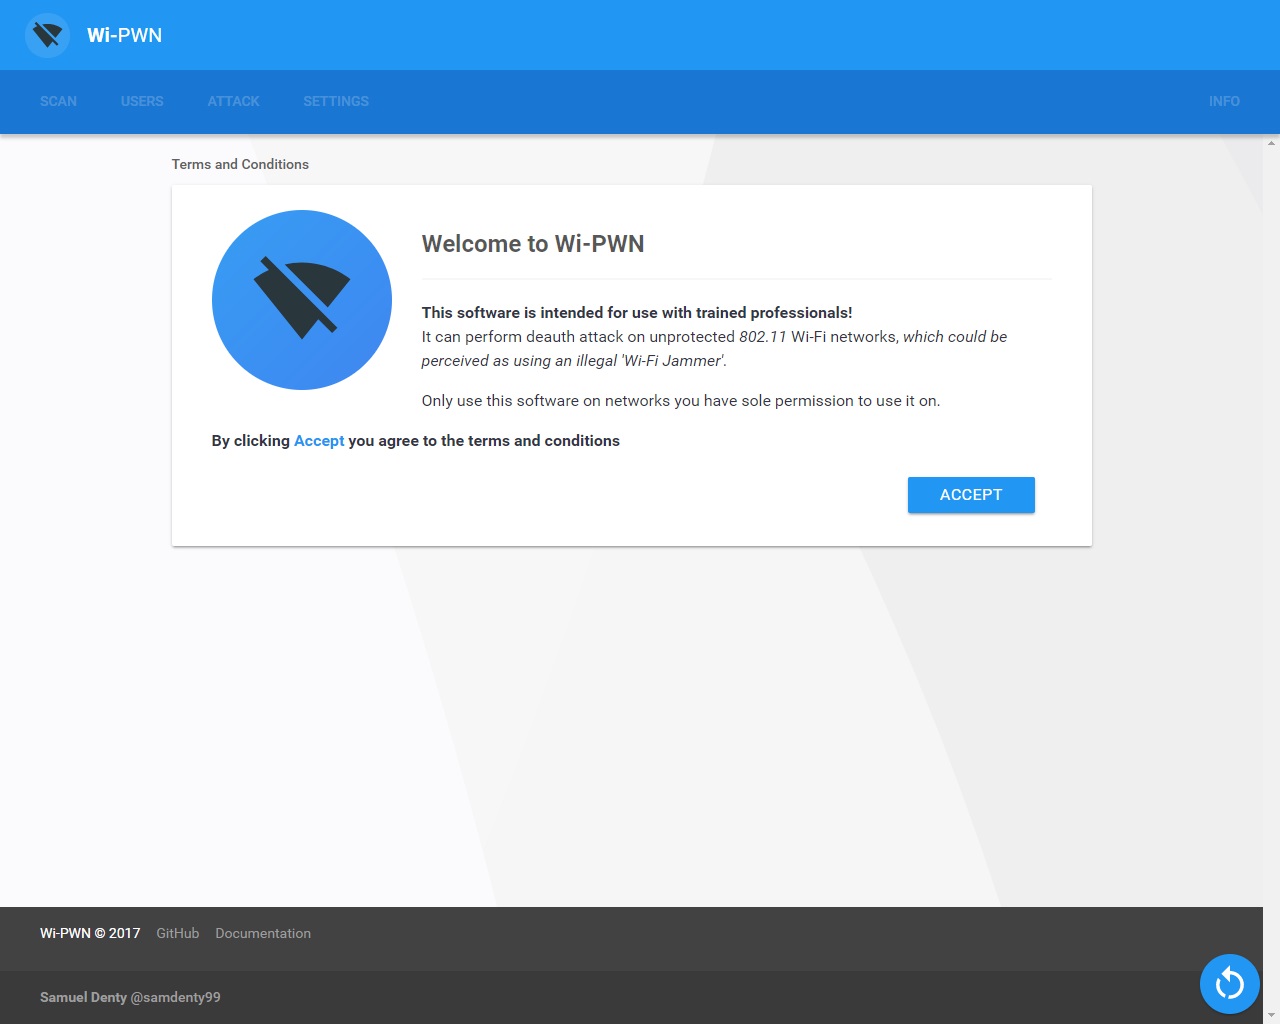 Wi-PWN
SCAN USERS ATTACK SETTINGS INFO
Terms and Conditions
Welcome to Wi-PWN
This software is intended for use with trained professionals!
It can perform deauth attack on unprotected 802.11 Wi-Fi networks, which could be
perceived as using an illegal 'Wi-Fi Jammer'.
Only use this software on networks you have sole permission to use it on.
By clicking Accept you agree to the terms and conditions
ACCEPT
Wi-PWN © 2017 GitHub Documentation
Samuel Denty @samdenty99